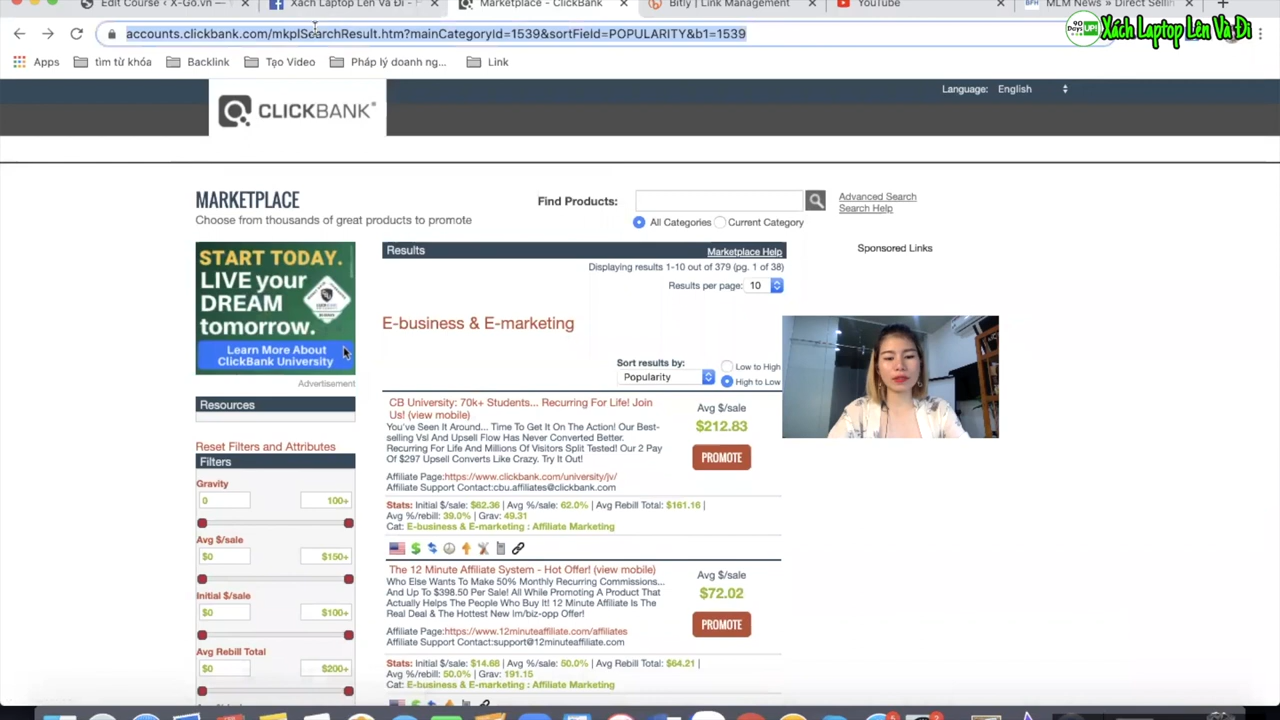 Edit Course ‹ X-Go.vn —
Xách Laptop Lên Và Đi - F
Marketplace - ClickBank
Bitly | Link Management
YouTube
MLM News » Direct Sellin
accounts.clickbank.com/mkplSearchResult.htm?mainCategoryId=1539&sortField=POPULARITY&b1=1539
90 Days UP!
Xách Laptop Lên Và Đi
Apps
tìm từ khóa
Backlink
Tạo Video
Pháp lý doanh ng...
Link
Language: English
CLICKBANK
MARKETPLACE
Choose from thousands of great products to promote
Find Products:
Advanced Search
Search Help
All Categories
Current Category
START TODAY.
LIVE your
DREAM
tomorrow.
Learn More About
ClickBank University
Advertisement
Results
Marketplace Help
Sponsored Links
Displaying results 1-10 out of 379 (pg. 1 of 38)
Results per page: 10
E-business & E-marketing
Sort results by:
Popularity
Low to High
High to Low
Resources
Reset Filters and Attributes
Filters
Gravity
0
100+
Avg $/sale
$0
$150+
Initial $/sale
$0
$100+
Avg Rebill Total
$0
$200+
CB University: 70k+ Students... Recurring For Life! Join
Us! (view mobile)
You've Seen It Around... Time To Get It On The Action! Our Best-
selling Vsl And Upsell Flow Has Never Converted Better.
Recurring For Life And Millions Of Visitors Split Tested! Our 2 Pay
Of $297 Upsell Converts Like Crazy. Try It Out!
Avg $/sale
$212.83
PROMOTE
Affiliate Page:https://www.clickbank.com/university/jv/
Affiliate Support Contact:cbu.affiliates@clickbank.com
Stats: Initial $/sale: $62.36 | Avg %/sale: 62.0% | Avg Rebill Total: $161.16 |
Avg %/rebill: 39.0% | Grav: 49.31
Cat: E-business & E-marketing : Affiliate Marketing
The 12 Minute Affiliate System - Hot Offer! (view mobile)
Who Else Wants To Make 50% Monthly Recurring Commissions...
And Up To $398.50 Per Sale! All While Promoting A Product That
Actually Helps The People Who Buy It! 12 Minute Affiliate Is The
Real Deal & The Hottest New Im/biz-opp Offer!
Avg $/sale
$72.02
PROMOTE
Affiliate Page:https://www.12minuteaffiliate.com/affiliates
Affiliate Support Contact:support@12minuteaffiliate.com
Stats: Initial $/sale: $14.68 | Avg %/sale: 50.0% | Avg Rebill Total: $64.21 |
Avg %/rebill: 50.0% | Grav: 191.15
Cat: E-business & E-marketing : Affiliate Marketing